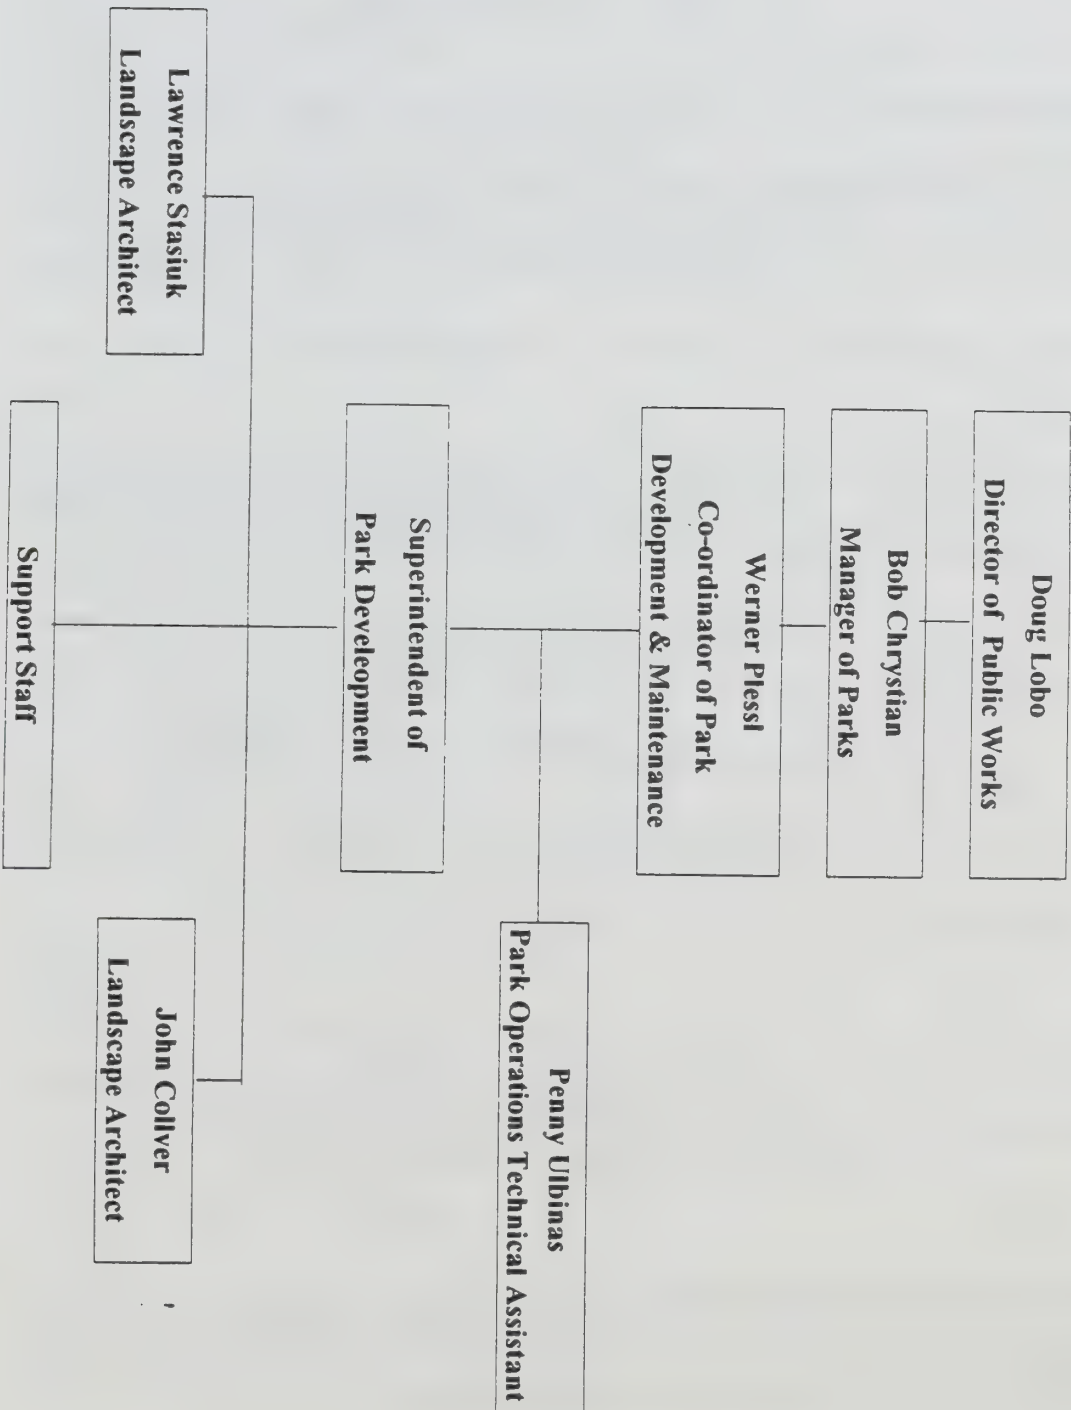 Doug Lobo
Director of Public Works
Bob Chrystian
Manager of Parks
Werner Plessl
Co-ordinator of Park
Development & Maintenance
Penny Ulbinas
Park Operations Technical Assistant
Superintendent of
Park Develeopment
Lawrence Stasiuk
Landscape Architect
John Collver
Landscape Architect
Support Staff